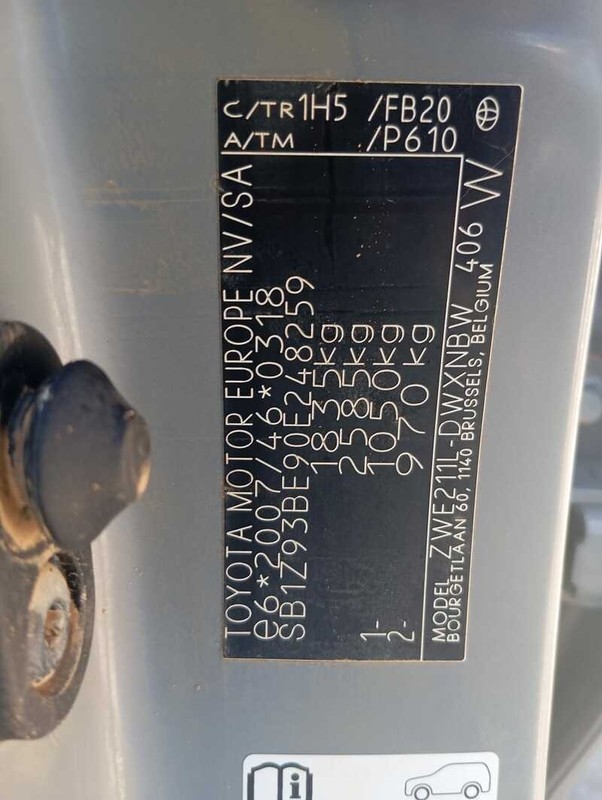 C/TR 1H5 /FB20
A/TM /P610
TOYOTA MOTOR EUROPE NV/SA
e6*2007/46*0318
SB1Z93BE90E248259
1835kg
2585kg
1- 1050kg
2- 970kg
MODEL ZWE211L-DWXNBW 406 W
BOURGETLAAN 60, 1140 BRUSSELS, BELGIUM
i